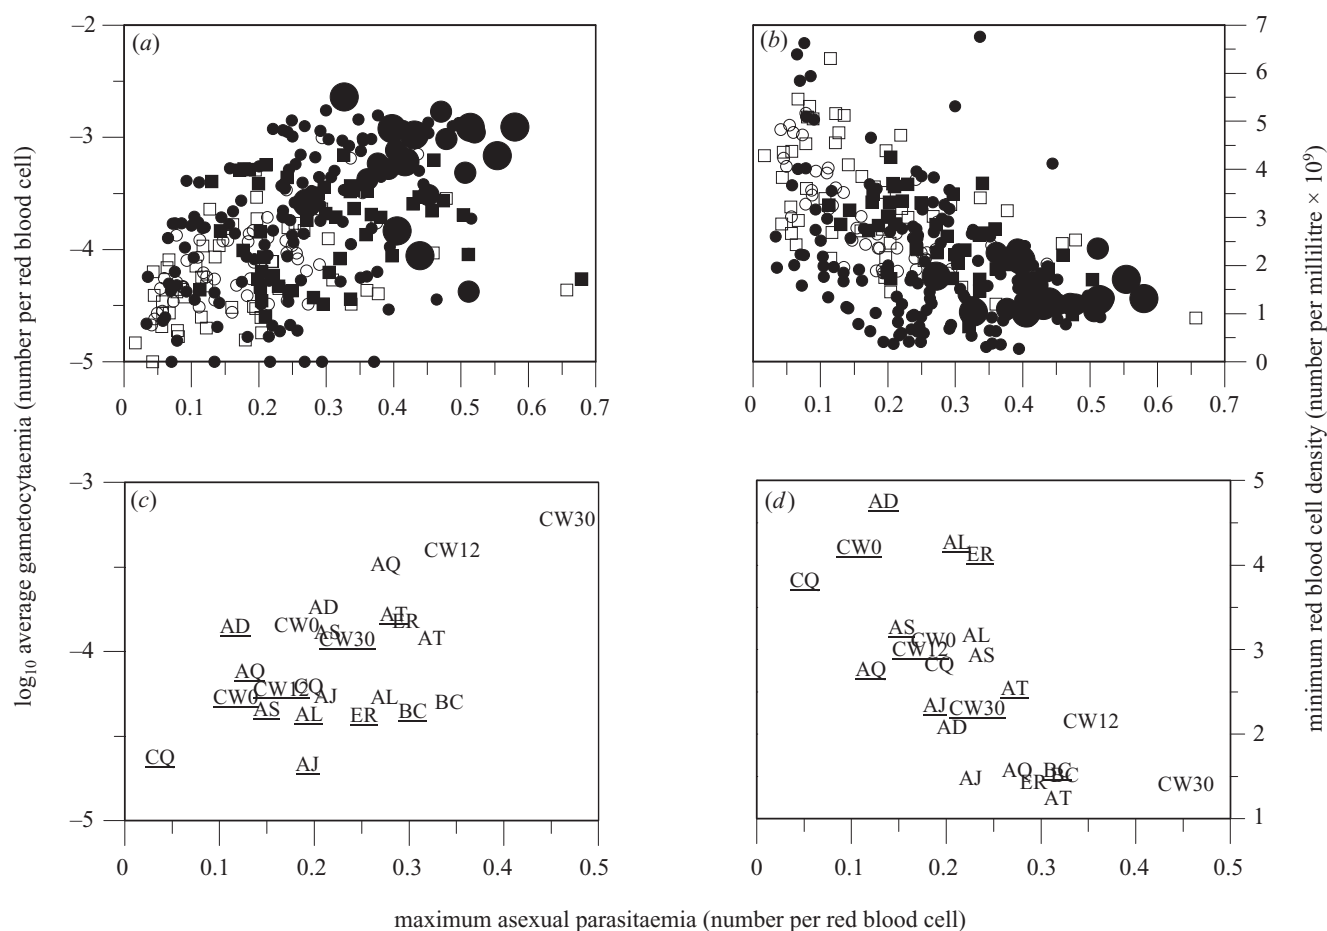 (a)
–2
–3
–4
–5
0 0.1 0.2 0.3 0.4 0.5 0.6 0.7
(b)
7
6
5
4
3
2
1
0
0 0.1 0.2 0.3 0.4 0.5 0.6 0.7
log10 average gametocytaemia (number per red blood cell)
minimum red blood cell density (number per millilitre × 10⁹)
(c)
–3
–4
–5
CW30
CW12
AQ
AD
AT
ER
AD
CW0
AS
CW30
AT
AQ
CQ
CW12
CW0
AJ
AL
BC
AS
AL
ER
BC
CQ
AJ
0 0.1 0.2 0.3 0.4 0.5
(d)
5
4
3
2
1
AD
CW0
AL
ER
CQ
AS
CW0
AL
CW12
CQ
AS
AQ
AT
AJ
CW30
AD
CW12
AJ
AQ
BC
BC
ER
CW30
AT
0 0.1 0.2 0.3 0.4 0.5
maximum asexual parasitaemia (number per red blood cell)